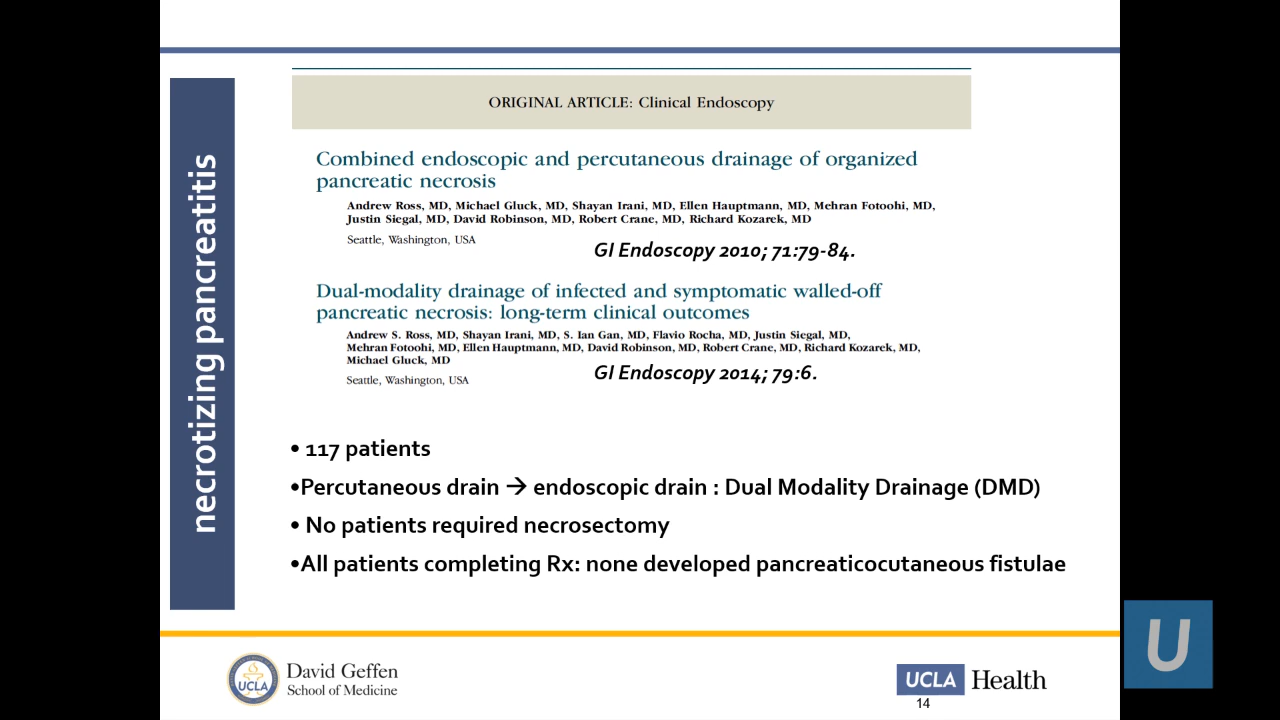 necrotizing pancreatitis
ORIGINAL ARTICLE: Clinical Endoscopy
Combined endoscopic and percutaneous drainage of organized
pancreatic necrosis
Andrew Ross, MD, Michael Gluck, MD, Shayan Irani, MD, Ellen Hauptmann, MD, Mehran Fotoohi, MD,
Justin Siegal, MD, David Robinson, MD, Robert Crane, MD, Richard Kozarek, MD
Seattle, Washington, USA
GI Endoscopy 2010; 71:79-84.
Dual-modality drainage of infected and symptomatic walled-off
pancreatic necrosis: long-term clinical outcomes
Andrew S. Ross, MD, Shayan Irani, MD, S. Ian Gan, MD, Flavio Rocha, MD, Justin Siegal, MD,
Mehran Fotoohi, MD, Ellen Hauptmann, MD, David Robinson, MD, Robert Crane, MD, Richard Kozarek, MD,
Michael Gluck, MD
Seattle, Washington, USA
GI Endoscopy 2014; 79:6.
• 117 patients
•Percutaneous drain → endoscopic drain : Dual Modality Drainage (DMD)
• No patients required necrosectomy
•All patients completing Rx: none developed pancreaticocutaneous fistulae
UCLA
David Geffen
School of Medicine
UCLA Health
14
U